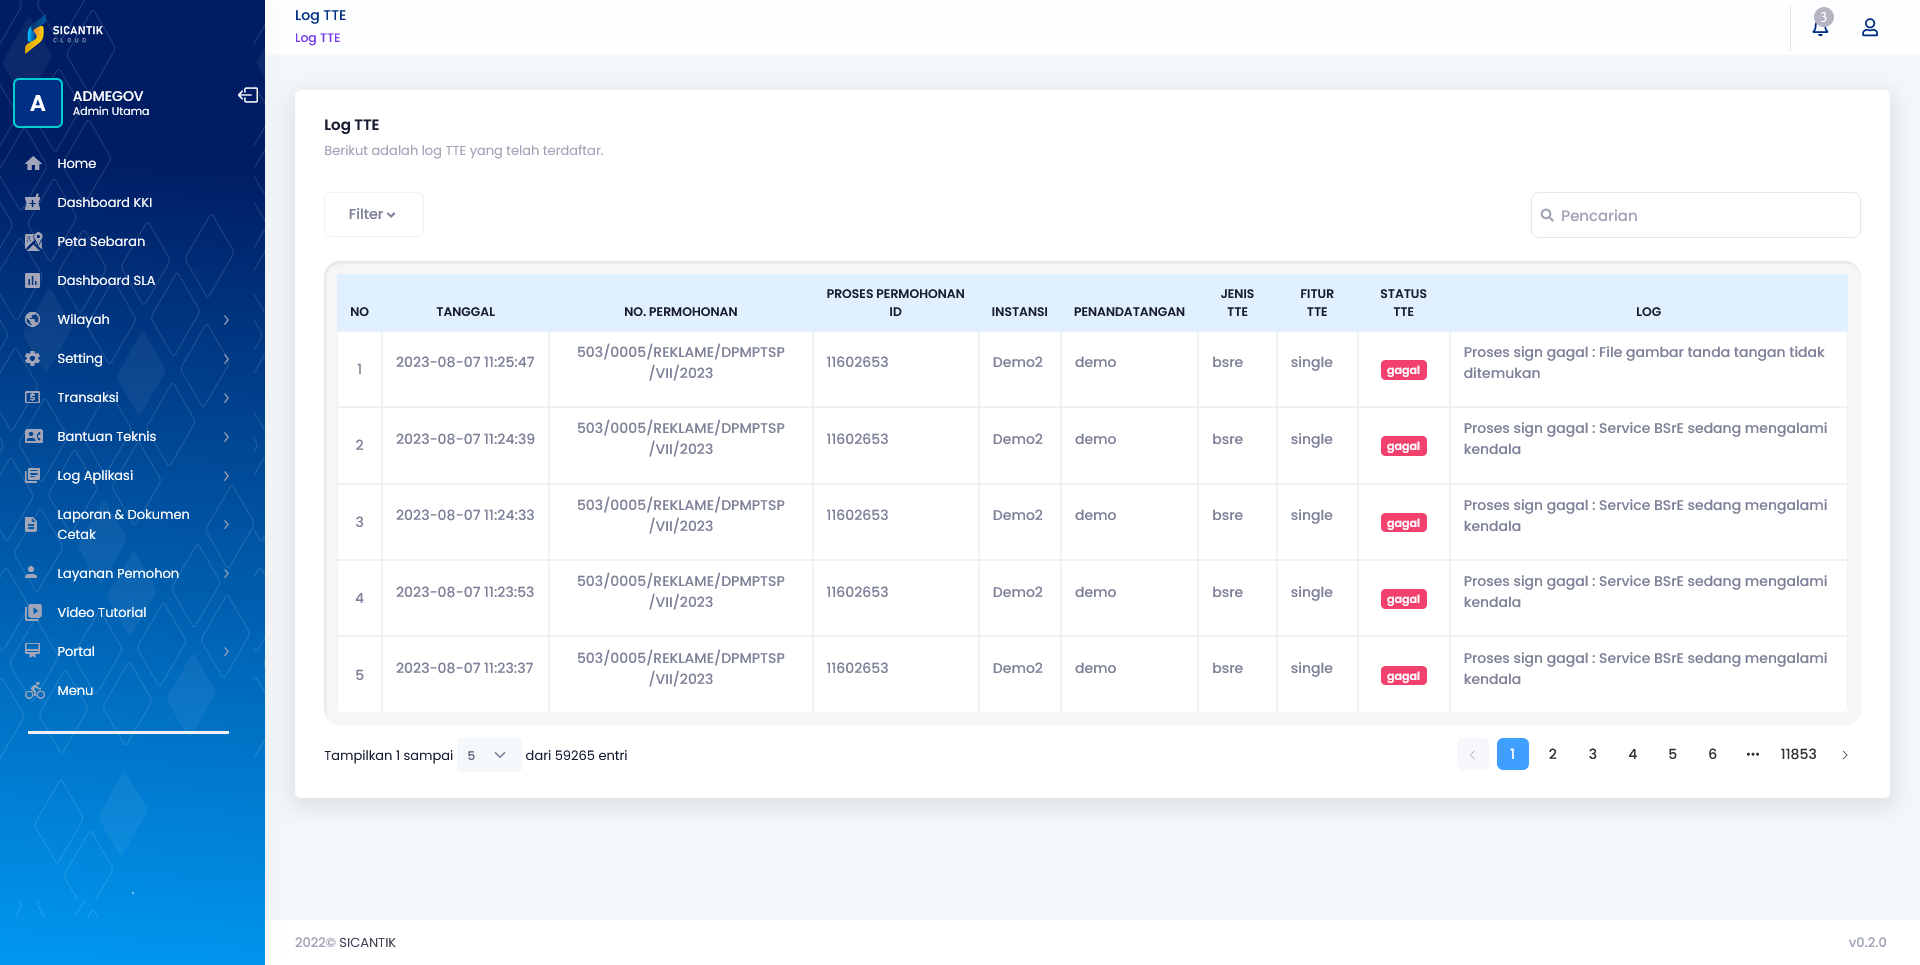 SICANTIK
CLOUD
A
ADMEGOV
Admin Utama
Home
Dashboard KKI
Peta Sebaran
Dashboard SLA
Wilayah
Setting
Transaksi
Bantuan Teknis
Log Aplikasi
Laporan & Dokumen
Cetak
Layanan Pemohon
Video Tutorial
Portal
Menu
Log TTE
Log TTE
3
Log TTE
Berikut adalah log TTE yang telah terdaftar.
Filter
Pencarian
NO TANGGAL NO. PERMOHONAN PROSES PERMOHONAN ID INSTANSI PENANDATANGAN JENIS TTE FITUR TTE STATUS TTE LOG
1 2023-08-07 11:25:47 503/0005/REKLAME/DPMPTSP 11602653 Demo2 demo bsre single gagal Proses sign gagal : File gambar tanda tangan tidak
/VII/2023 ditemukan
2 2023-08-07 11:24:39 503/0005/REKLAME/DPMPTSP 11602653 Demo2 demo bsre single gagal Proses sign gagal : Service BSrE sedang mengalami
/VII/2023 kendala
3 2023-08-07 11:24:33 503/0005/REKLAME/DPMPTSP 11602653 Demo2 demo bsre single gagal Proses sign gagal : Service BSrE sedang mengalami
/VII/2023 kendala
4 2023-08-07 11:23:53 503/0005/REKLAME/DPMPTSP 11602653 Demo2 demo bsre single gagal Proses sign gagal : Service BSrE sedang mengalami
/VII/2023 kendala
5 2023-08-07 11:23:37 503/0005/REKLAME/DPMPTSP 11602653 Demo2 demo bsre single gagal Proses sign gagal : Service BSrE sedang mengalami
/VII/2023 kendala
Tampilkan 1 sampai 5 dari 59265 entri
1 2 3 4 5 6 ••• 11853
2022© SICANTIK
v0.2.0